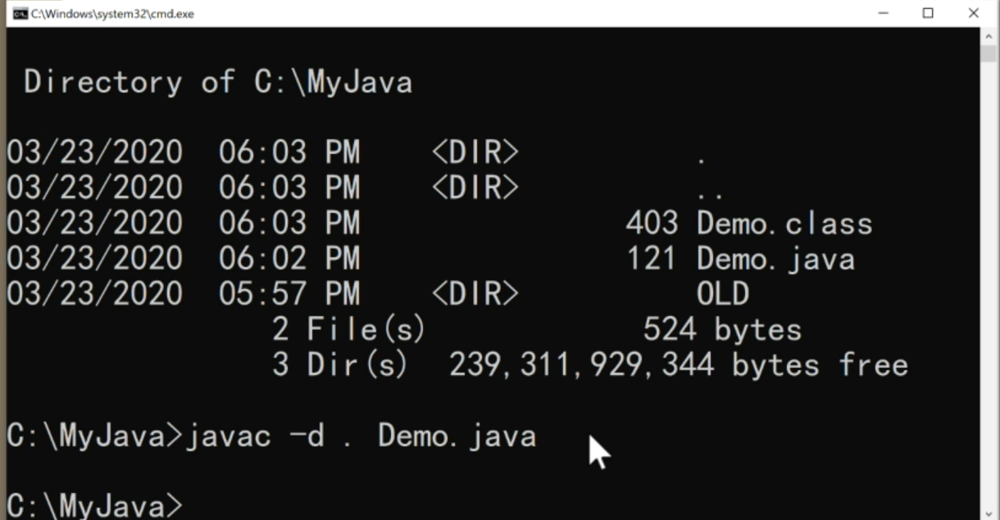 C:\Windows\system32\cmd.exe
Directory of C:\MyJava
03/23/2020 06:03 PM <DIR> .
03/23/2020 06:03 PM <DIR> ..
03/23/2020 06:03 PM 403 Demo.class
03/23/2020 06:02 PM 121 Demo.java
03/23/2020 05:57 PM <DIR> OLD
2 File(s) 524 bytes
3 Dir(s) 239,311,929,344 bytes free
C:\MyJava>javac -d . Demo.java
C:\MyJava>